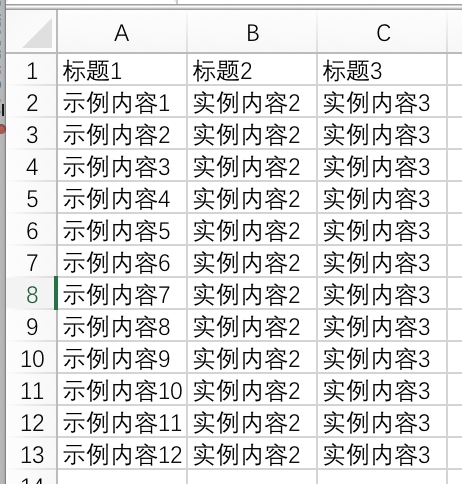 A B C
1 标题1 标题2 标题3
2 示例内容1 实例内容2 实例内容3
3 示例内容2 实例内容2 实例内容3
4 示例内容3 实例内容2 实例内容3
5 示例内容4 实例内容2 实例内容3
6 示例内容5 实例内容2 实例内容3
7 示例内容6 实例内容2 实例内容3
8 示例内容7 实例内容2 实例内容3
9 示例内容8 实例内容2 实例内容3
10 示例内容9 实例内容2 实例内容3
11 示例内容10 实例内容2 实例内容3
12 示例内容11 实例内容2 实例内容3
13 示例内容12 实例内容2 实例内容3